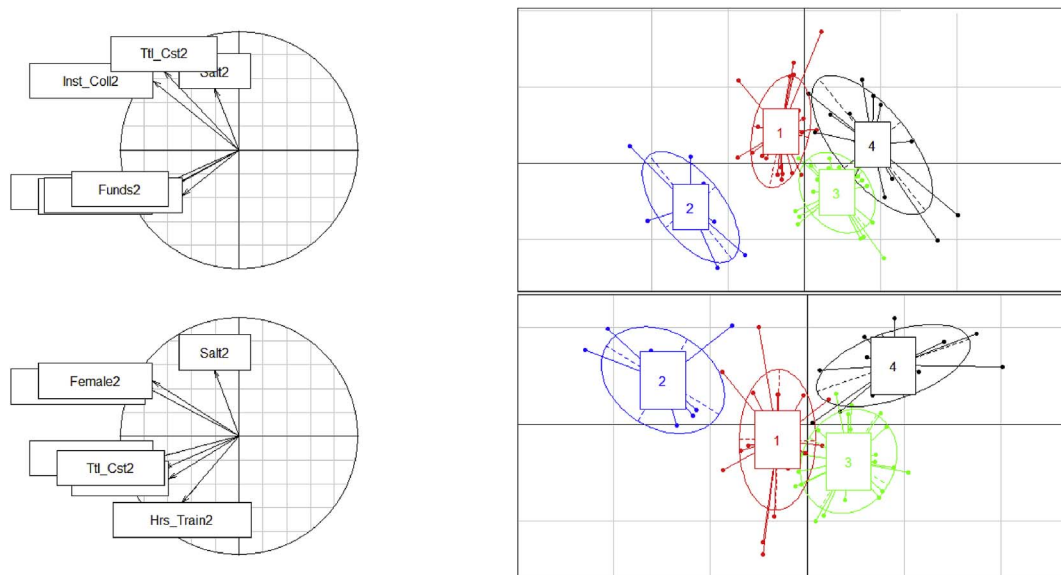 Ttl_Cst2
Salt2
Inst_Coll2
Funds2
1
4
2
3
Salt2
Female2
Ttl_Cst2
Hrs_Train2
2
4
1
3